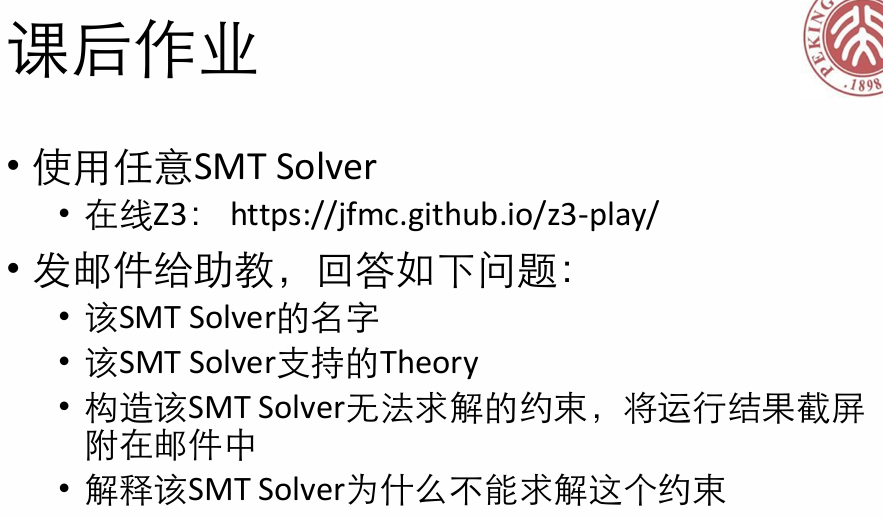 课后作业
PEKING
·1898
• 使用任意SMT Solver
• 在线Z3： https://jfmc.github.io/z3-play/
• 发邮件给助教，回答如下问题：
• 该SMT Solver的名字
• 该SMT Solver支持的Theory
• 构造该SMT Solver无法求解的约束，将运行结果截屏
附在邮件中
• 解释该SMT Solver为什么不能求解这个约束